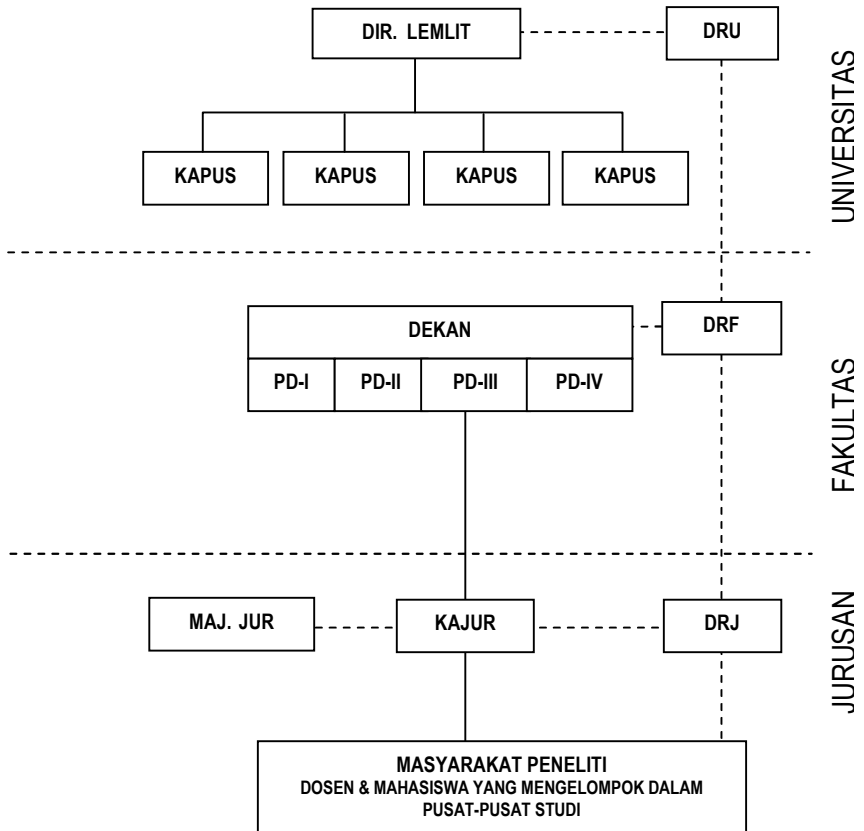 DIR. LEMLIT
DRU
UNIVERSITAS
KAPUS
KAPUS
KAPUS
KAPUS
DEKAN
DRF
PD-I
PD-II
PD-III
PD-IV
FAKULTAS
MAJ. JUR
KAJUR
DRJ
JURUSAN
MASYARAKAT PENELITI
DOSEN & MAHASISWA YANG MENGELOMPOK DALAM
PUSAT-PUSAT STUDI